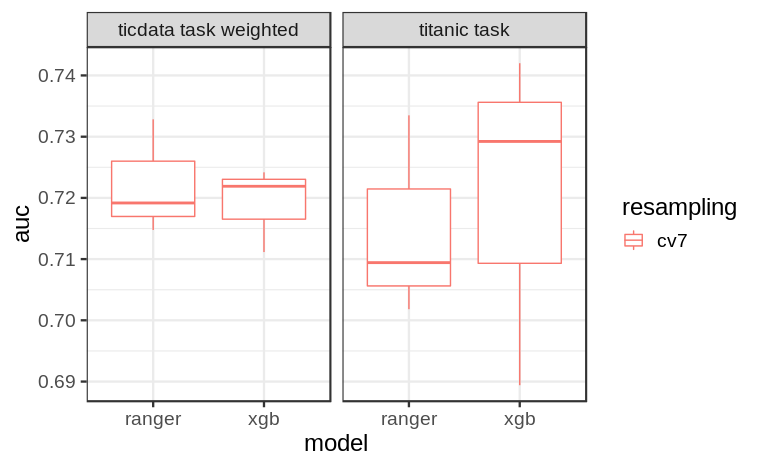 ticdata task weighted
titanic task
0.74
0.73
0.72
0.71
0.70
0.69
auc
ranger
xgb
ranger
xgb
model
resampling
cv7